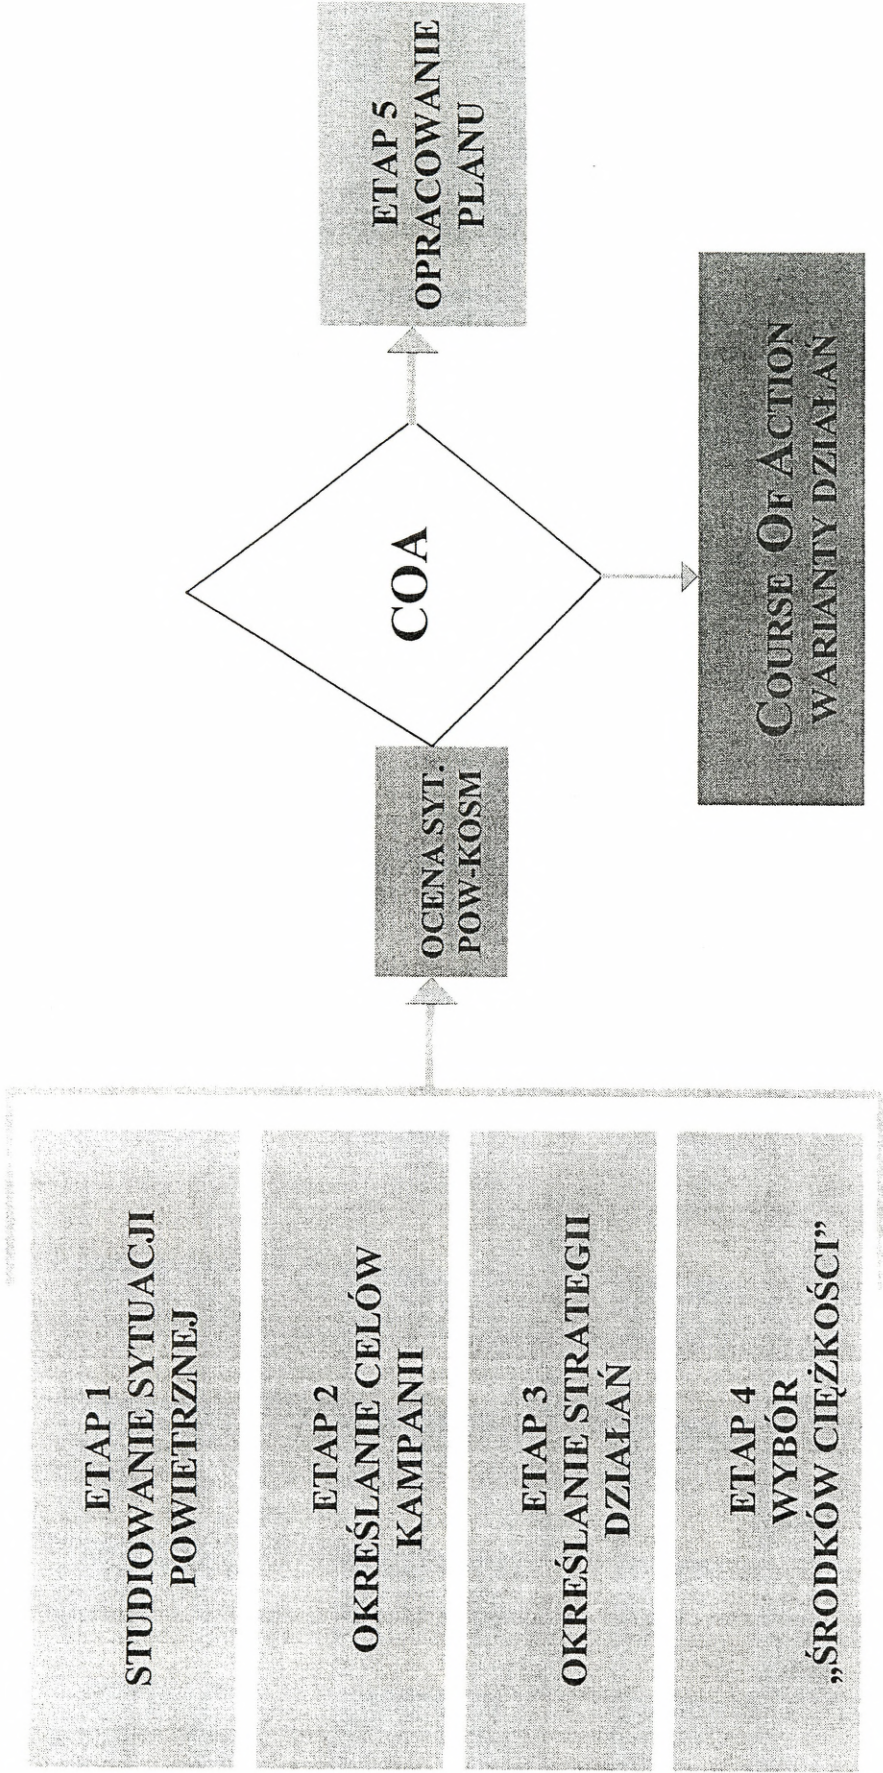 ETAP 1
STUDIOWANIE SYTUACJI
POWIETRZNEJ
ETAP 2
OKREŚLANIE CELÓW
KAMPANII
ETAP 3
OKREŚLANIE STRATEGII
DZIAŁAŃ
ETAP 4
WYBÓR
„ŚRODKÓW CIĘŻKOŚCI”
OCENA SYT.
POW-KOSM
COA
ETAP 5
OPRACOWANIE
PLANU
COURSE OF ACTION
WARIANTY DZIAŁAŃ